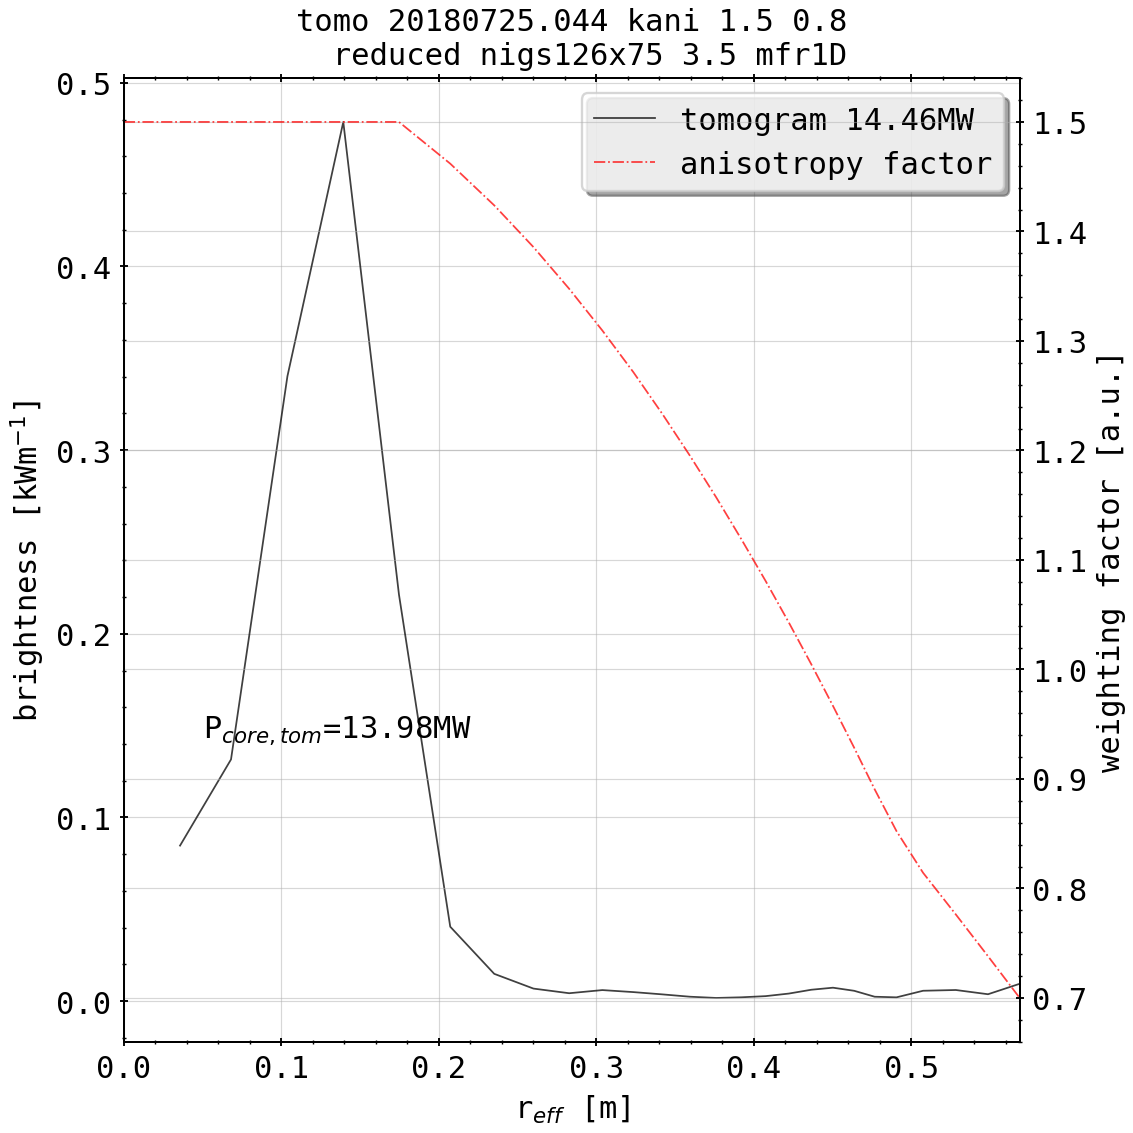 tomo 20180725.044 kani 1.5 0.8
reduced nigs126x75 3.5 mfr1D
tomogram 14.46MW
anisotropy factor
brightness [kWm⁻¹]
0.5
0.4
0.3
0.2
0.1
0.0
P_core,tom=13.98MW
1.5
1.4
1.3
1.2
1.1
1.0
0.9
0.8
0.7
weighting factor [a.u.]
0.0 0.1 0.2 0.3 0.4 0.5
r_eff [m]